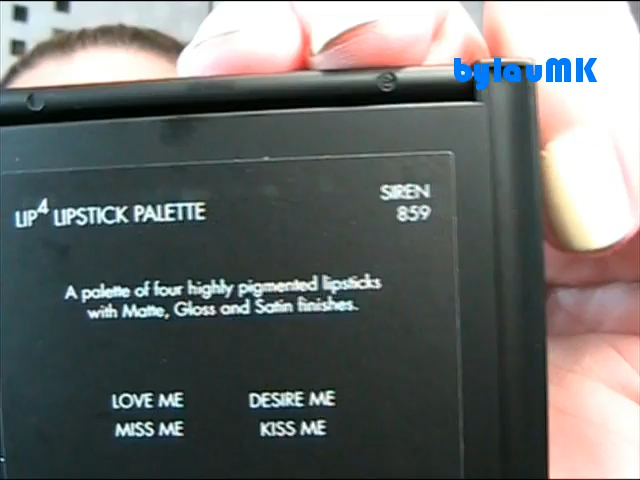 bylauMK
LIP4 LIPSTICK PALETTE
SIREN
859
A palette of four highly pigmented lipsticks
with Matte, Gloss and Satin finishes.
LOVE ME DESIRE ME
MISS ME KISS ME